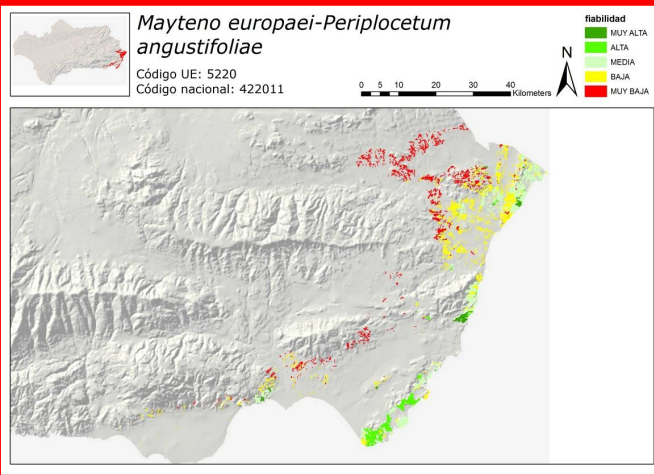 Mayteno europaei-Periplocetum
angustifoliae
Código UE: 5220
Código nacional: 422011
0 5 10 20 30 40
Kilometers
N
fiabilidad
MUY ALTA
ALTA
MEDIA
BAJA
MUY BAJA